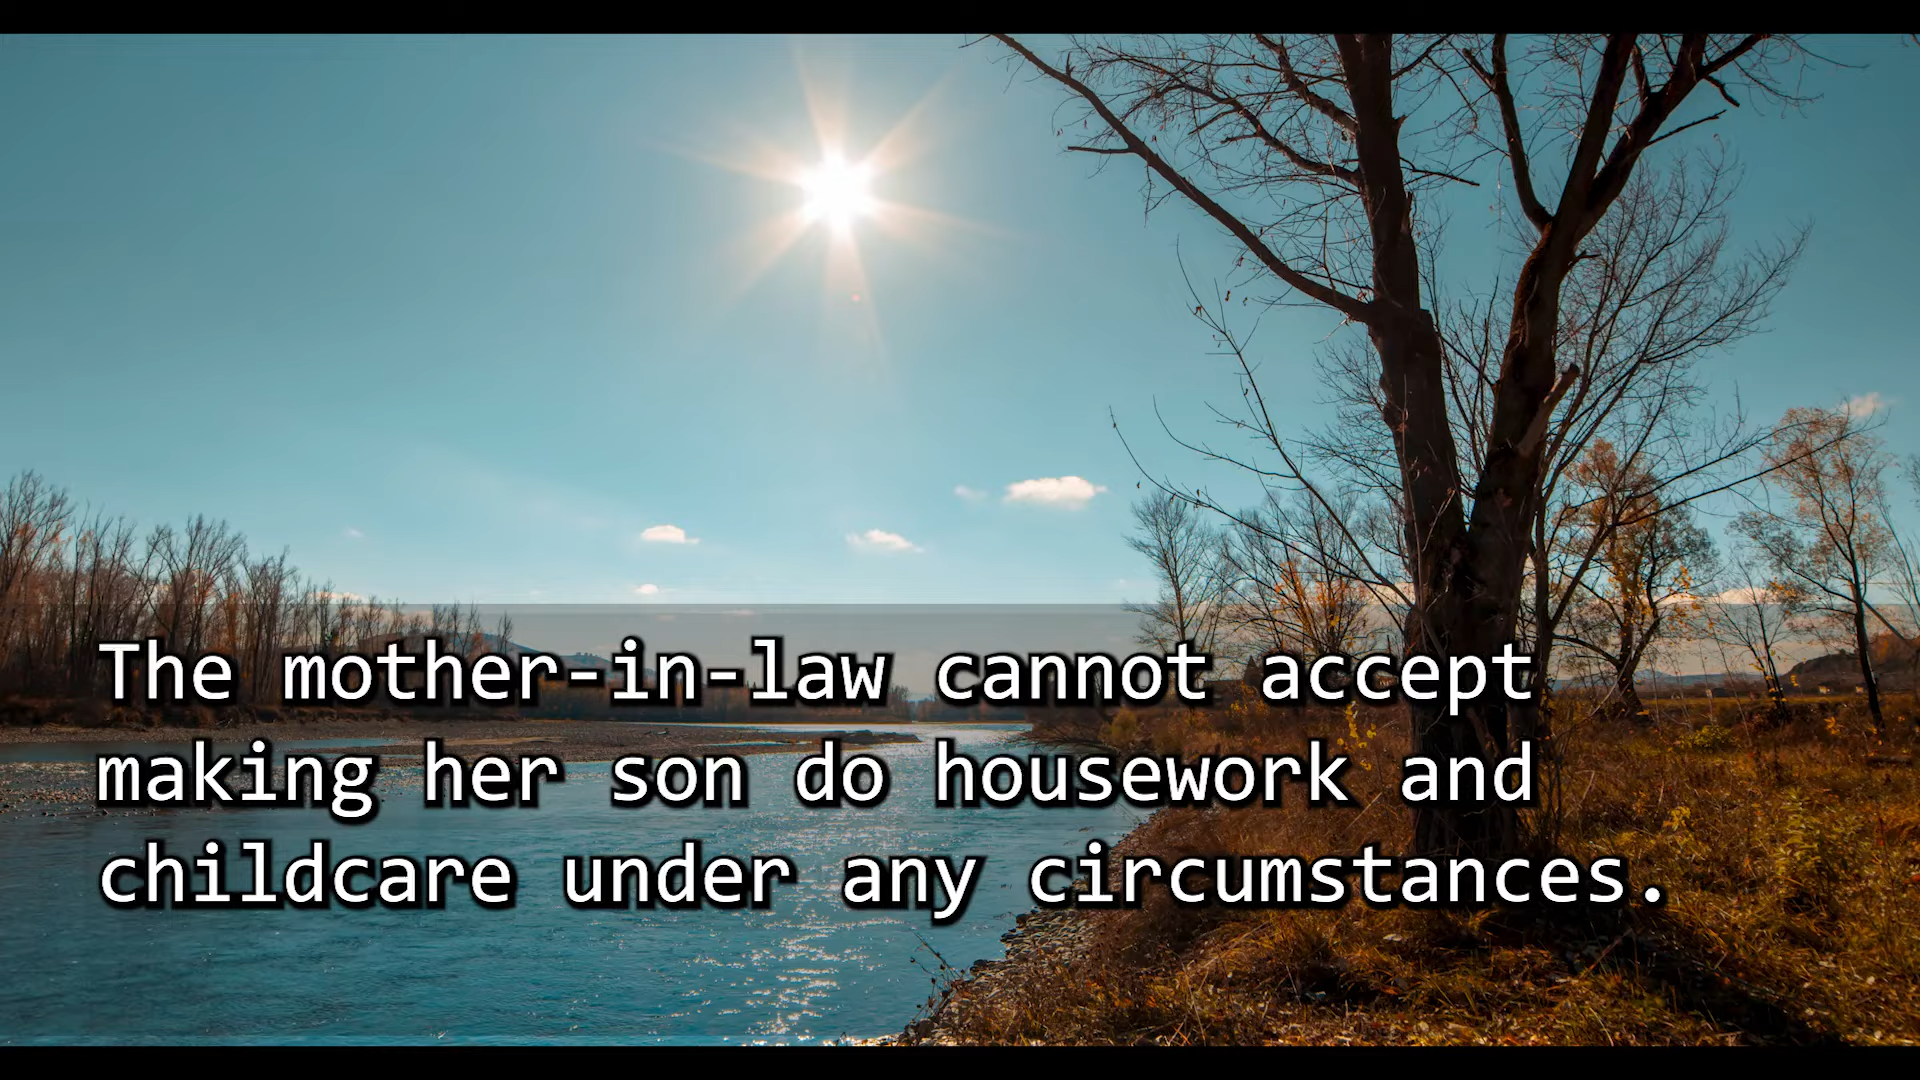 The mother-in-law cannot accept
making her son do housework and
childcare under any circumstances.